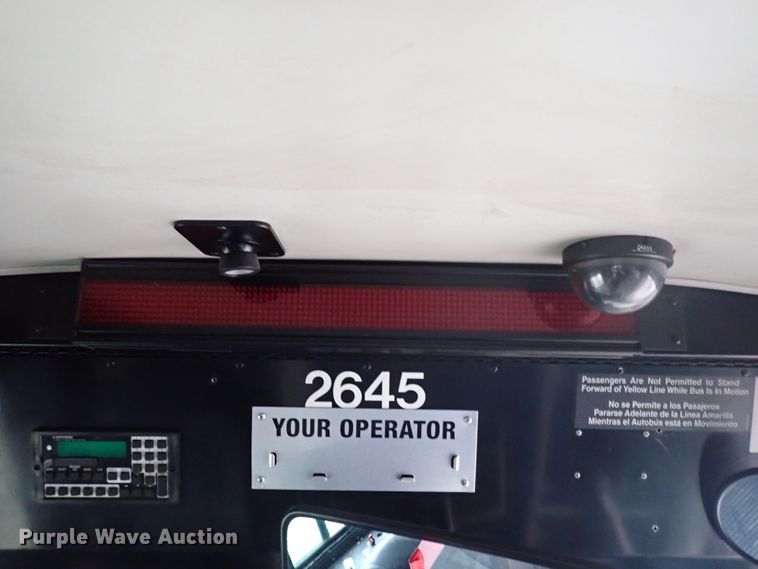 2645
YOUR OPERATOR
Passengers Are Not Permitted to Stand
Forward of Yellow Line While Bus Is In Motion
No se Permite a los Pasajeros
Pararse Adelante de la Linea Amarilla
Mientras el Autobús está en Movimiento
Purple Wave Auction